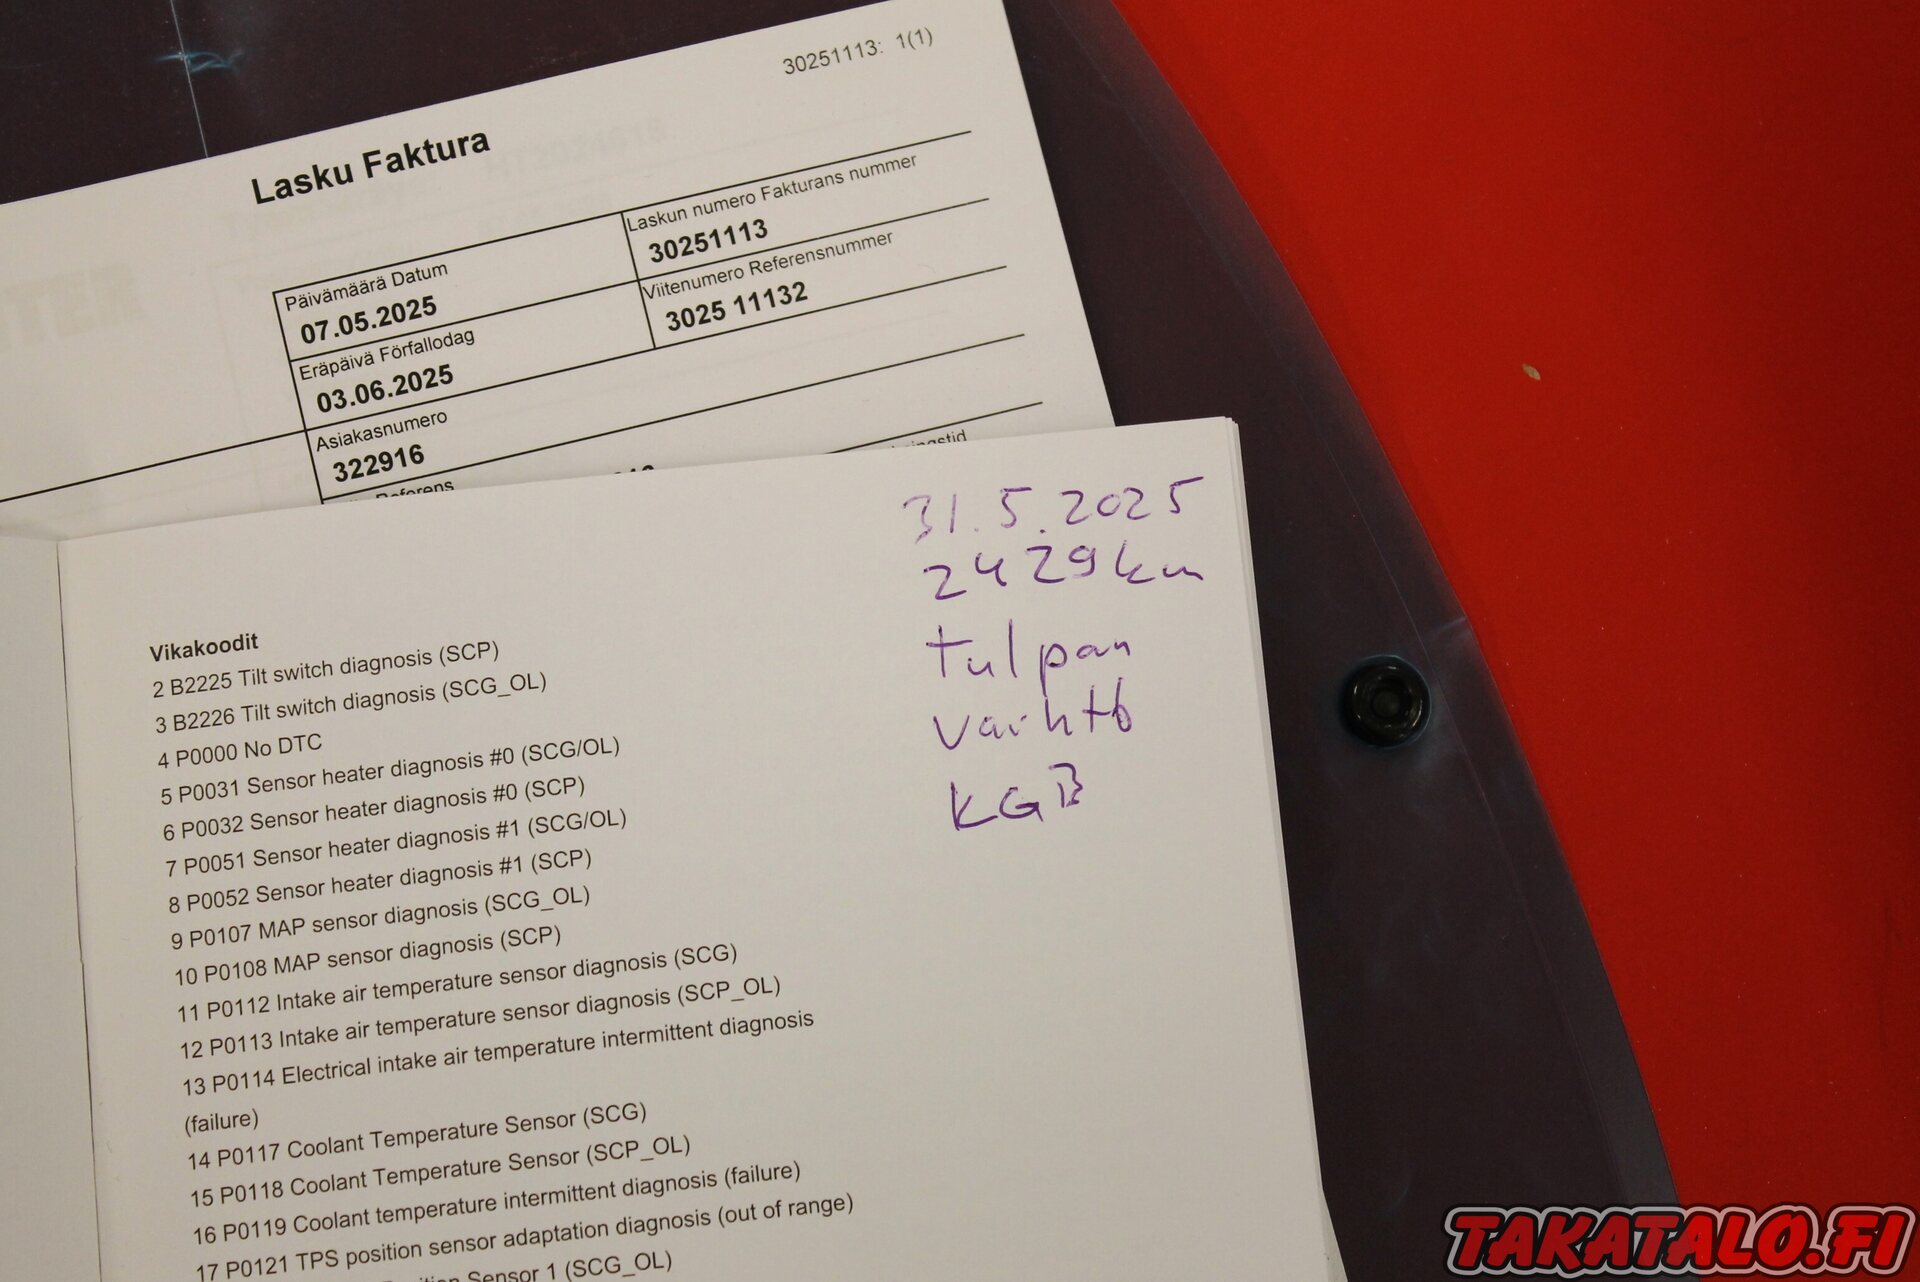 30251113: 1(1)
Lasku Faktura
Laskun numero Fakturans nummer
30251113
Päivämäärä Datum
07.05.2025
Viitenumero Referensnummer
3025 11132
Eräpäivä Förfallodag
03.06.2025
Asiakasnumero
322916
Referens
31.5.2025
2429km
tulpan
KGB
Vikakoodit
2 B2225 Tilt switch diagnosis (SCP)
3 B2226 Tilt switch diagnosis (SCG_OL)
4 P0000 No DTC
5 P0031 Sensor heater diagnosis #0 (SCG/OL)
6 P0032 Sensor heater diagnosis #0 (SCP)
7 P0051 Sensor heater diagnosis #1 (SCG/OL)
8 P0052 Sensor heater diagnosis #1 (SCP)
9 P0107 MAP sensor diagnosis (SCG_OL)
10 P0108 MAP sensor diagnosis (SCP)
11 P0112 Intake air temperature sensor diagnosis (SCG)
12 P0113 Intake air temperature sensor diagnosis (SCP_OL)
13 P0114 Electrical intake air temperature intermittent diagnosis
(failure)
14 P0117 Coolant Temperature Sensor (SCG)
15 P0118 Coolant Temperature Sensor (SCP_OL)
16 P0119 Coolant temperature intermittent diagnosis (failure)
17 P0121 TPS position sensor adaptation diagnosis (out of range)
Sensor 1 (SCG_OL)
TAKATALO.FI